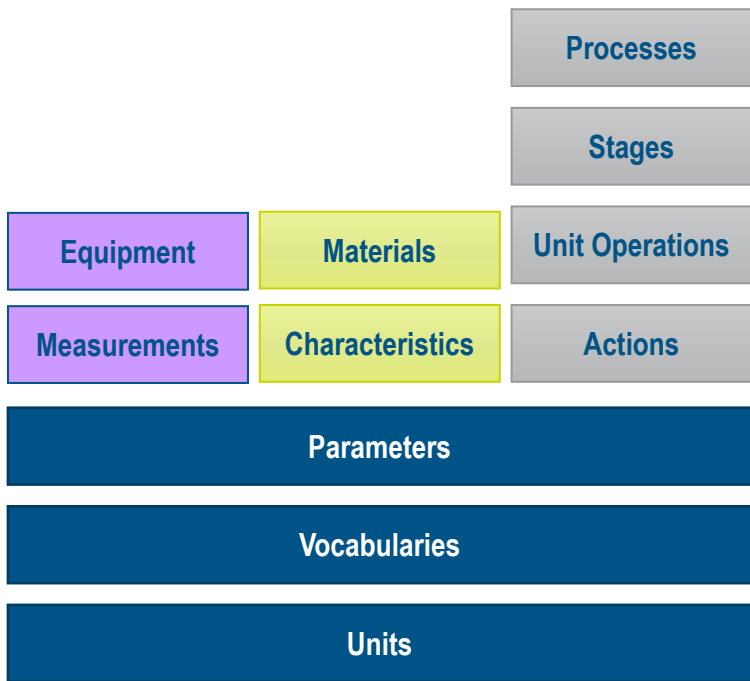 Processes
Stages
Equipment
Materials
Unit Operations
Measurements
Characteristics
Actions
Parameters
Vocabularies
Units